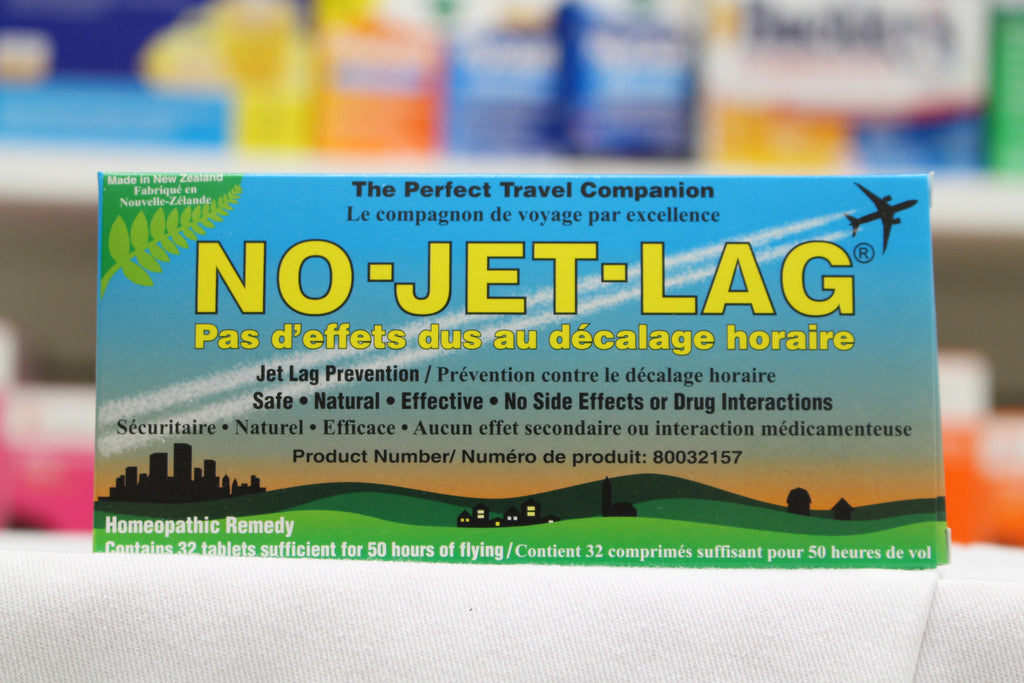 Made in New Zealand
Fabriqué en
Nouvelle-Zélande
The Perfect Travel Companion
Le compagnon de voyage par excellence
NO-JET-LAG®
Pas d'effets dus au décalage horaire
Jet Lag Prevention / Prévention contre le décalage horaire
Safe • Natural • Effective • No Side Effects or Drug Interactions
Sécuritaire • Naturel • Efficace • Aucun effet secondaire ou interaction médicamenteuse
Product Number/ Numéro de produit: 80032157
Homeopathic Remedy
Contains 32 tablets sufficient for 50 hours of flying/Contient 32 comprimés suffisant pour 50 heures de vol